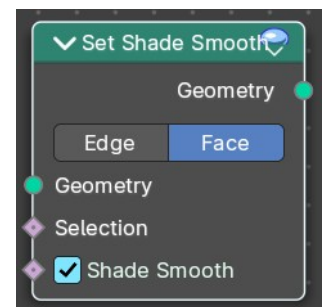 Set Shade Smooth
Geometry
Edge Face
Geometry
Selection
Shade Smooth